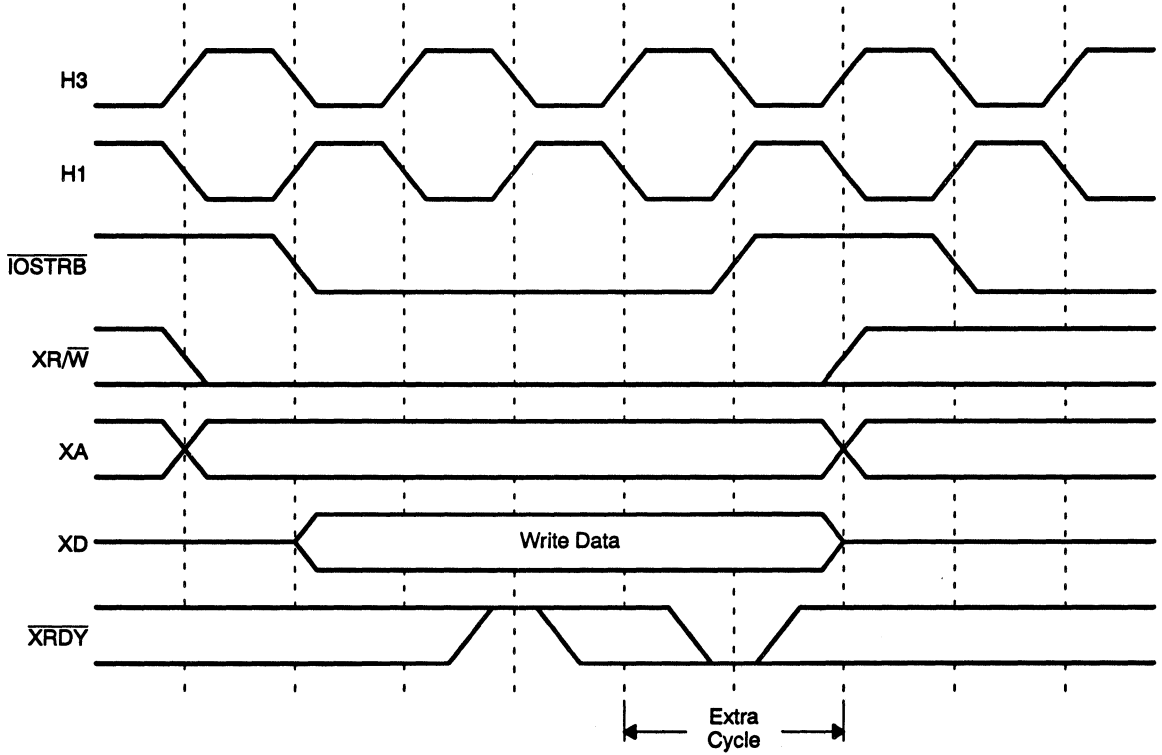 H3
H1
IOSTRB
XR/W
XA
XD
Write Data
XRDY
Extra
Cycle